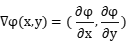 ∇φ(x,y) = ( ∂φ/∂x, ∂φ/∂y )